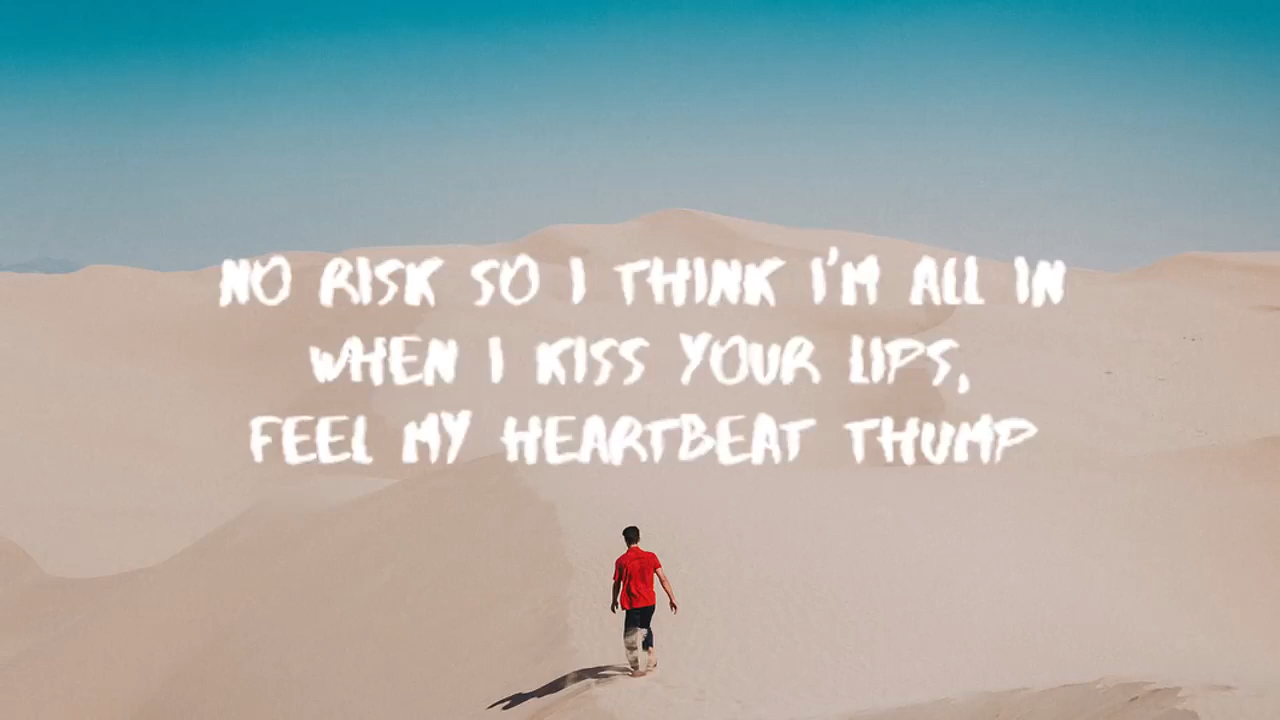 NO RISK SO I THINK I'M ALL IN
WHEN I KISS YOUR LIPS,
FEEL MY HEARTBEAT THUMP